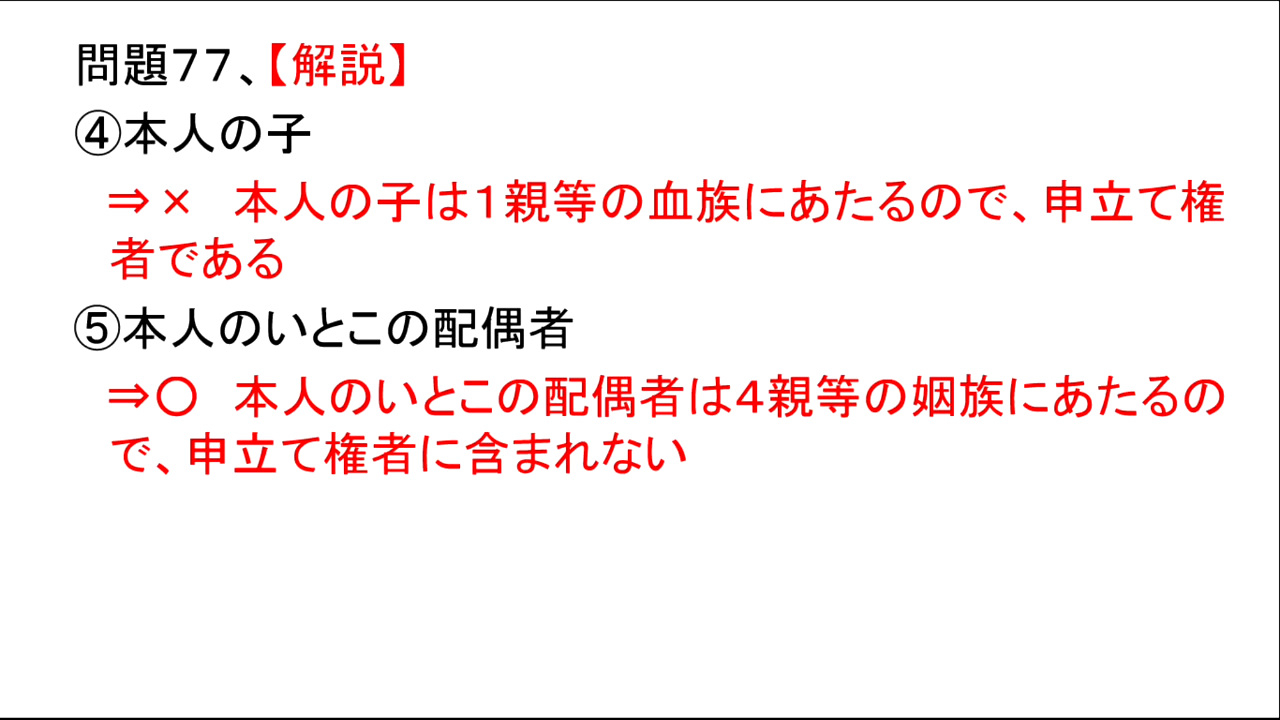 問題７７、【解説】
④本人の子
⇒×　本人の子は１親等の血族にあたるので、申立て権
者である
⑤本人のいとこの配偶者
⇒〇　本人のいとこの配偶者は４親等の姻族にあたるの
で、申立て権者に含まれない